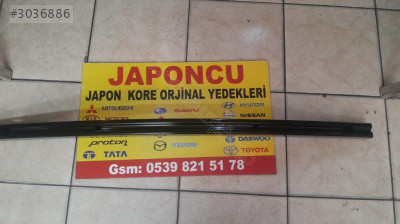 #3036886
JAPONCU
JAPON KORE ORJİNAL YEDEKLERİ
MITSUBISHI
SUBARU
HYUNDAI
NISSAN
proton
mazda
DAEWOO
TATA
TOYOTA
Gsm: 0539 821 51 78